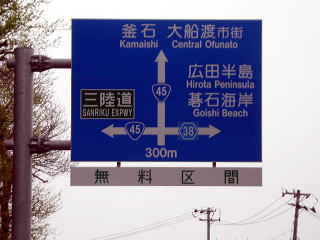 釜石 大船渡市街
Kamaishi Central Ofunato
45
広田半島
Hirota Peninsula
碁石海岸
Goishi Beach
三陸道
SANRIKU EXPWY
45 38
300m
無料区間